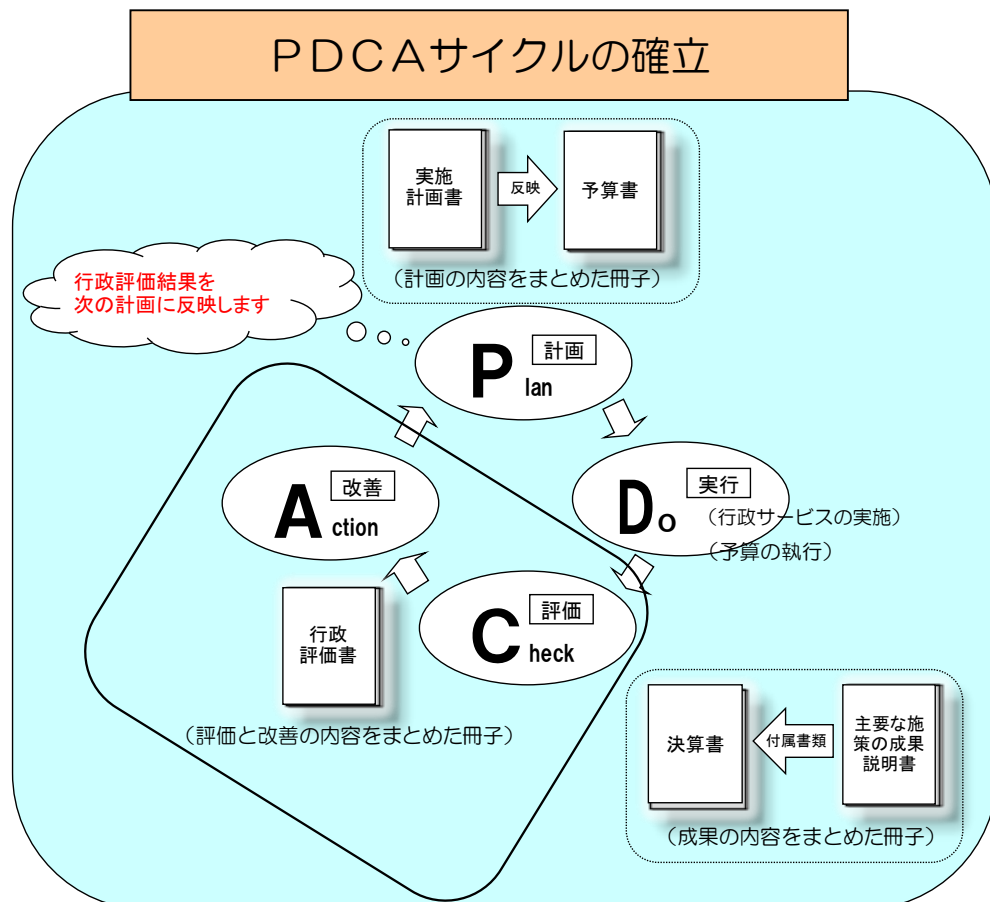 PDCAサイクルの確立
実施
計画書
反映
予算書
(計画の内容をまとめた冊子)
行政評価結果を
次の計画に反映します
計画
Plan
改善
Action
実行
Do
(行政サービスの実施)
(予算の執行)
評価
Check
行政
評価書
(評価と改善の内容をまとめた冊子)
決算書
付属書類
主要な施
策の成果
説明書
(成果の内容をまとめた冊子)